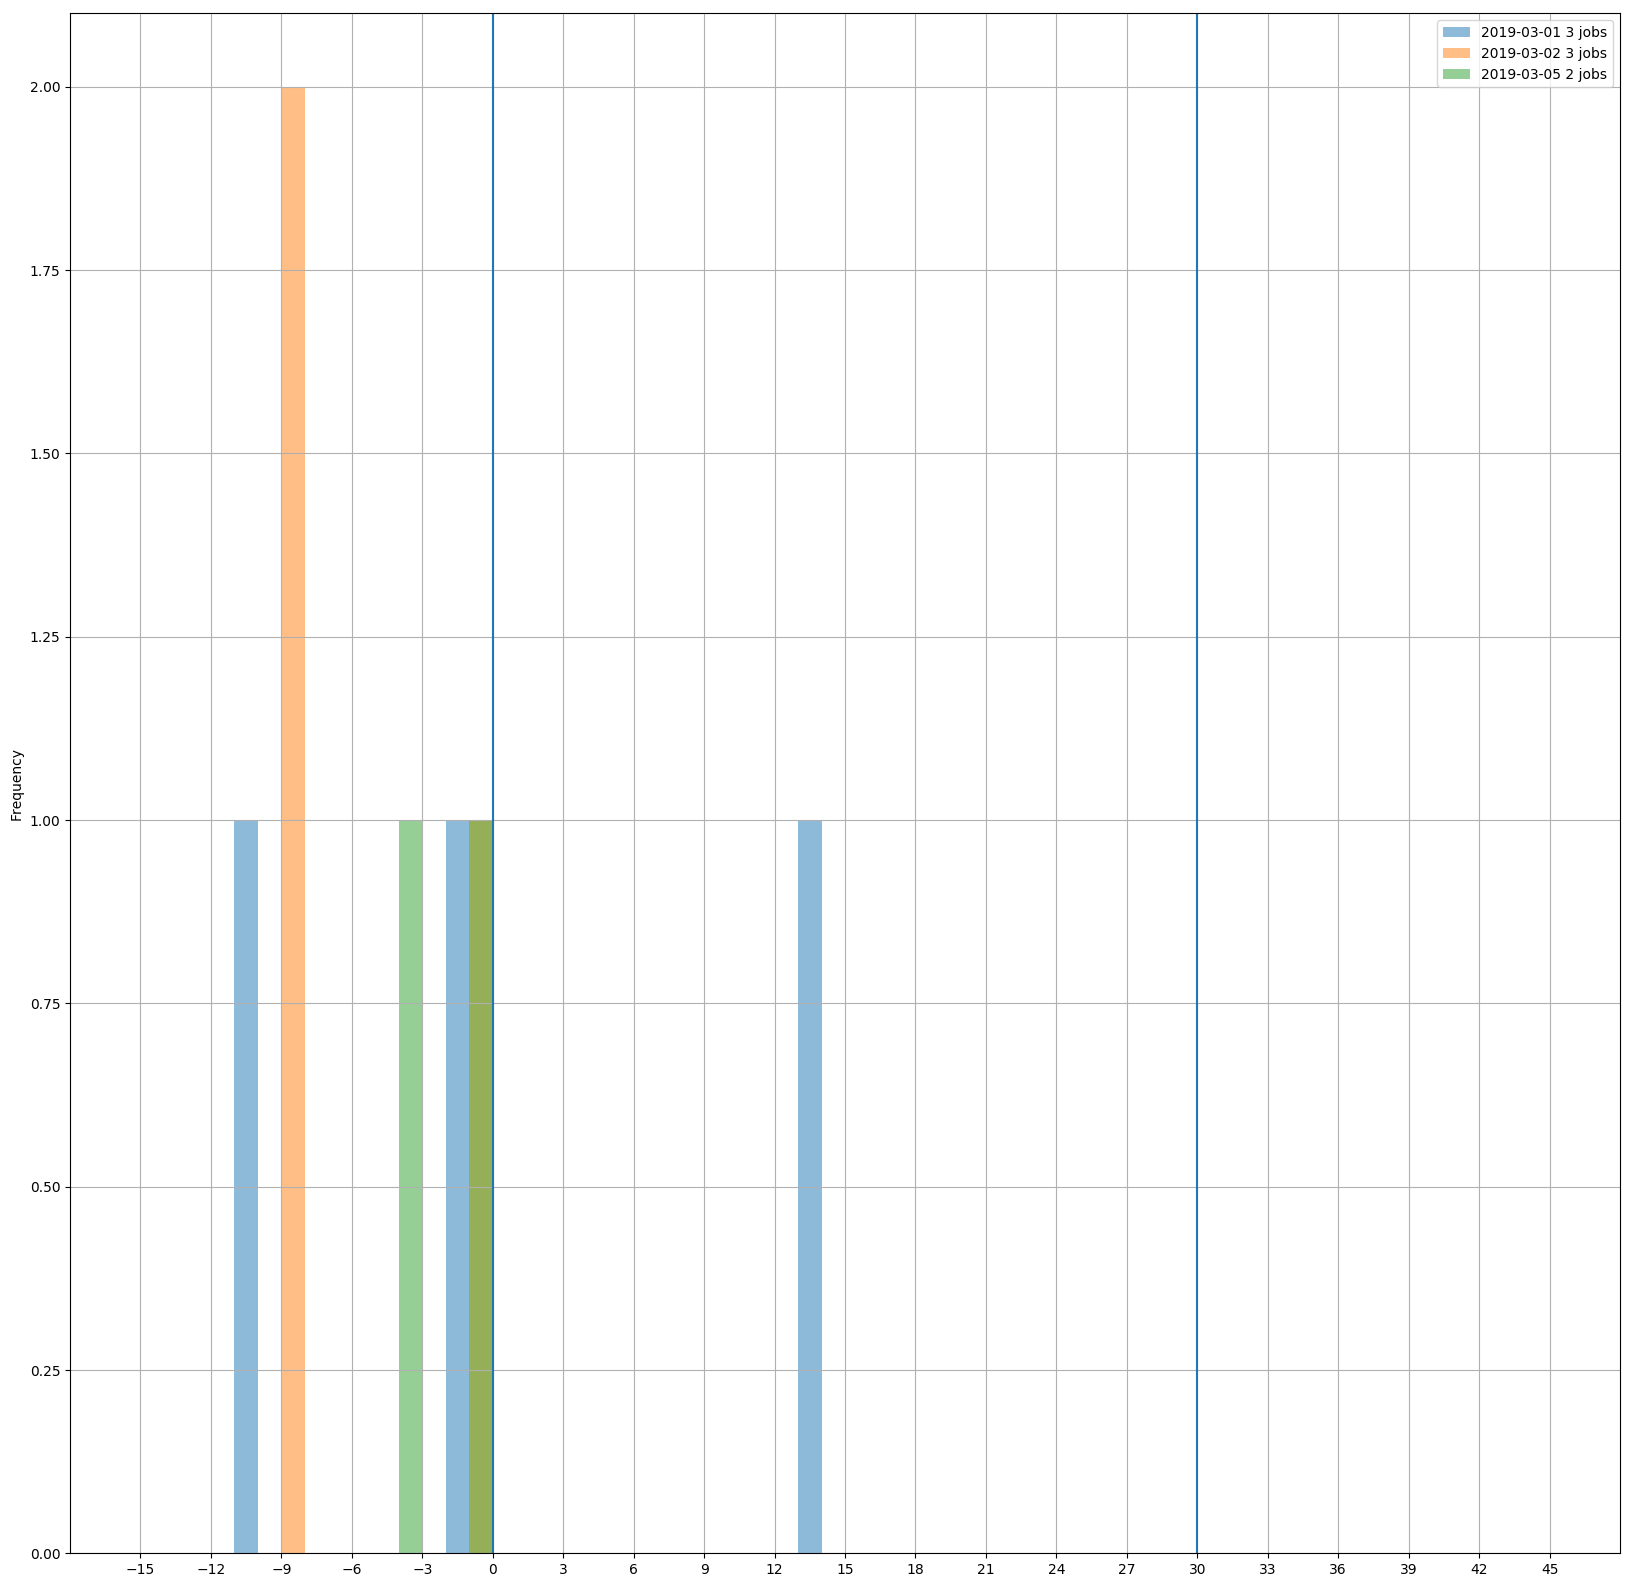 2019-03-01 3 jobs
2019-03-02 3 jobs
2019-03-05 2 jobs
2.00
1.75
1.50
1.25
1.00
0.75
0.50
0.25
0.00
Frequency
−15 −12 −9 −6 −3 0 3 6 9 12 15 18 21 24 27 30 33 36 39 42 45